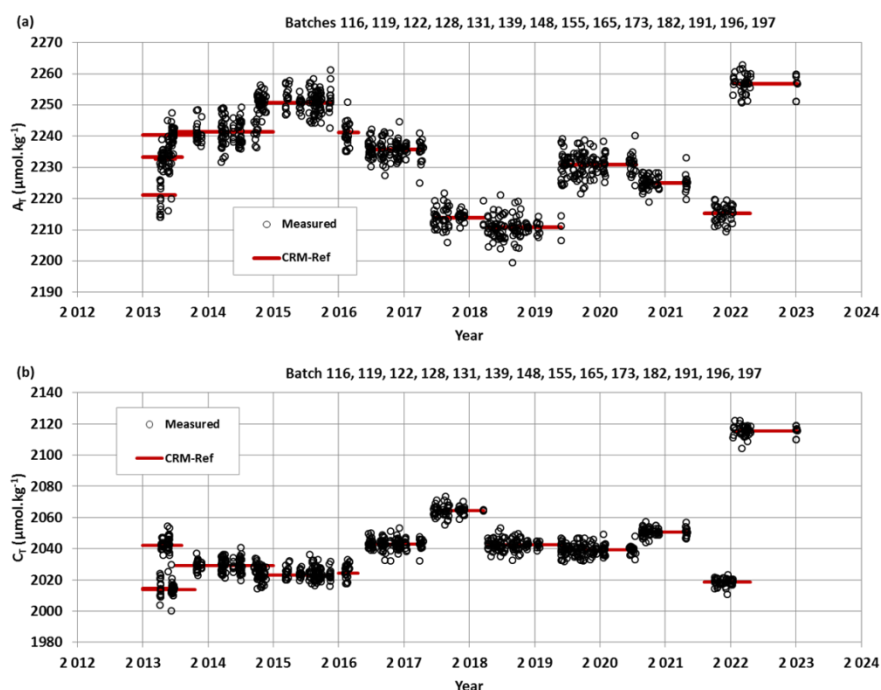 (a) Batches 116, 119, 122, 128, 131, 139, 148, 155, 165, 173, 182, 191, 196, 197
2270
2260
2250
2240
2230
2220
2210
2200
2190
A_T (µmol.kg⁻¹)
Measured
CRM-Ref
2 012 2 013 2 014 2 015 2 016 2 017 2 018 2 019 2 020 2 021 2 022 2 023 2 024
Year
(b) Batch 116, 119, 122, 128, 131, 139, 148, 155, 165, 173, 182, 191, 196, 197
2140
2120
2100
2080
2060
2040
2020
2000
1980
C_T (µmol.kg⁻¹)
Measured
CRM-Ref
2 012 2 013 2 014 2 015 2 016 2 017 2 018 2 019 2 020 2 021 2 022 2 023 2 024
Year